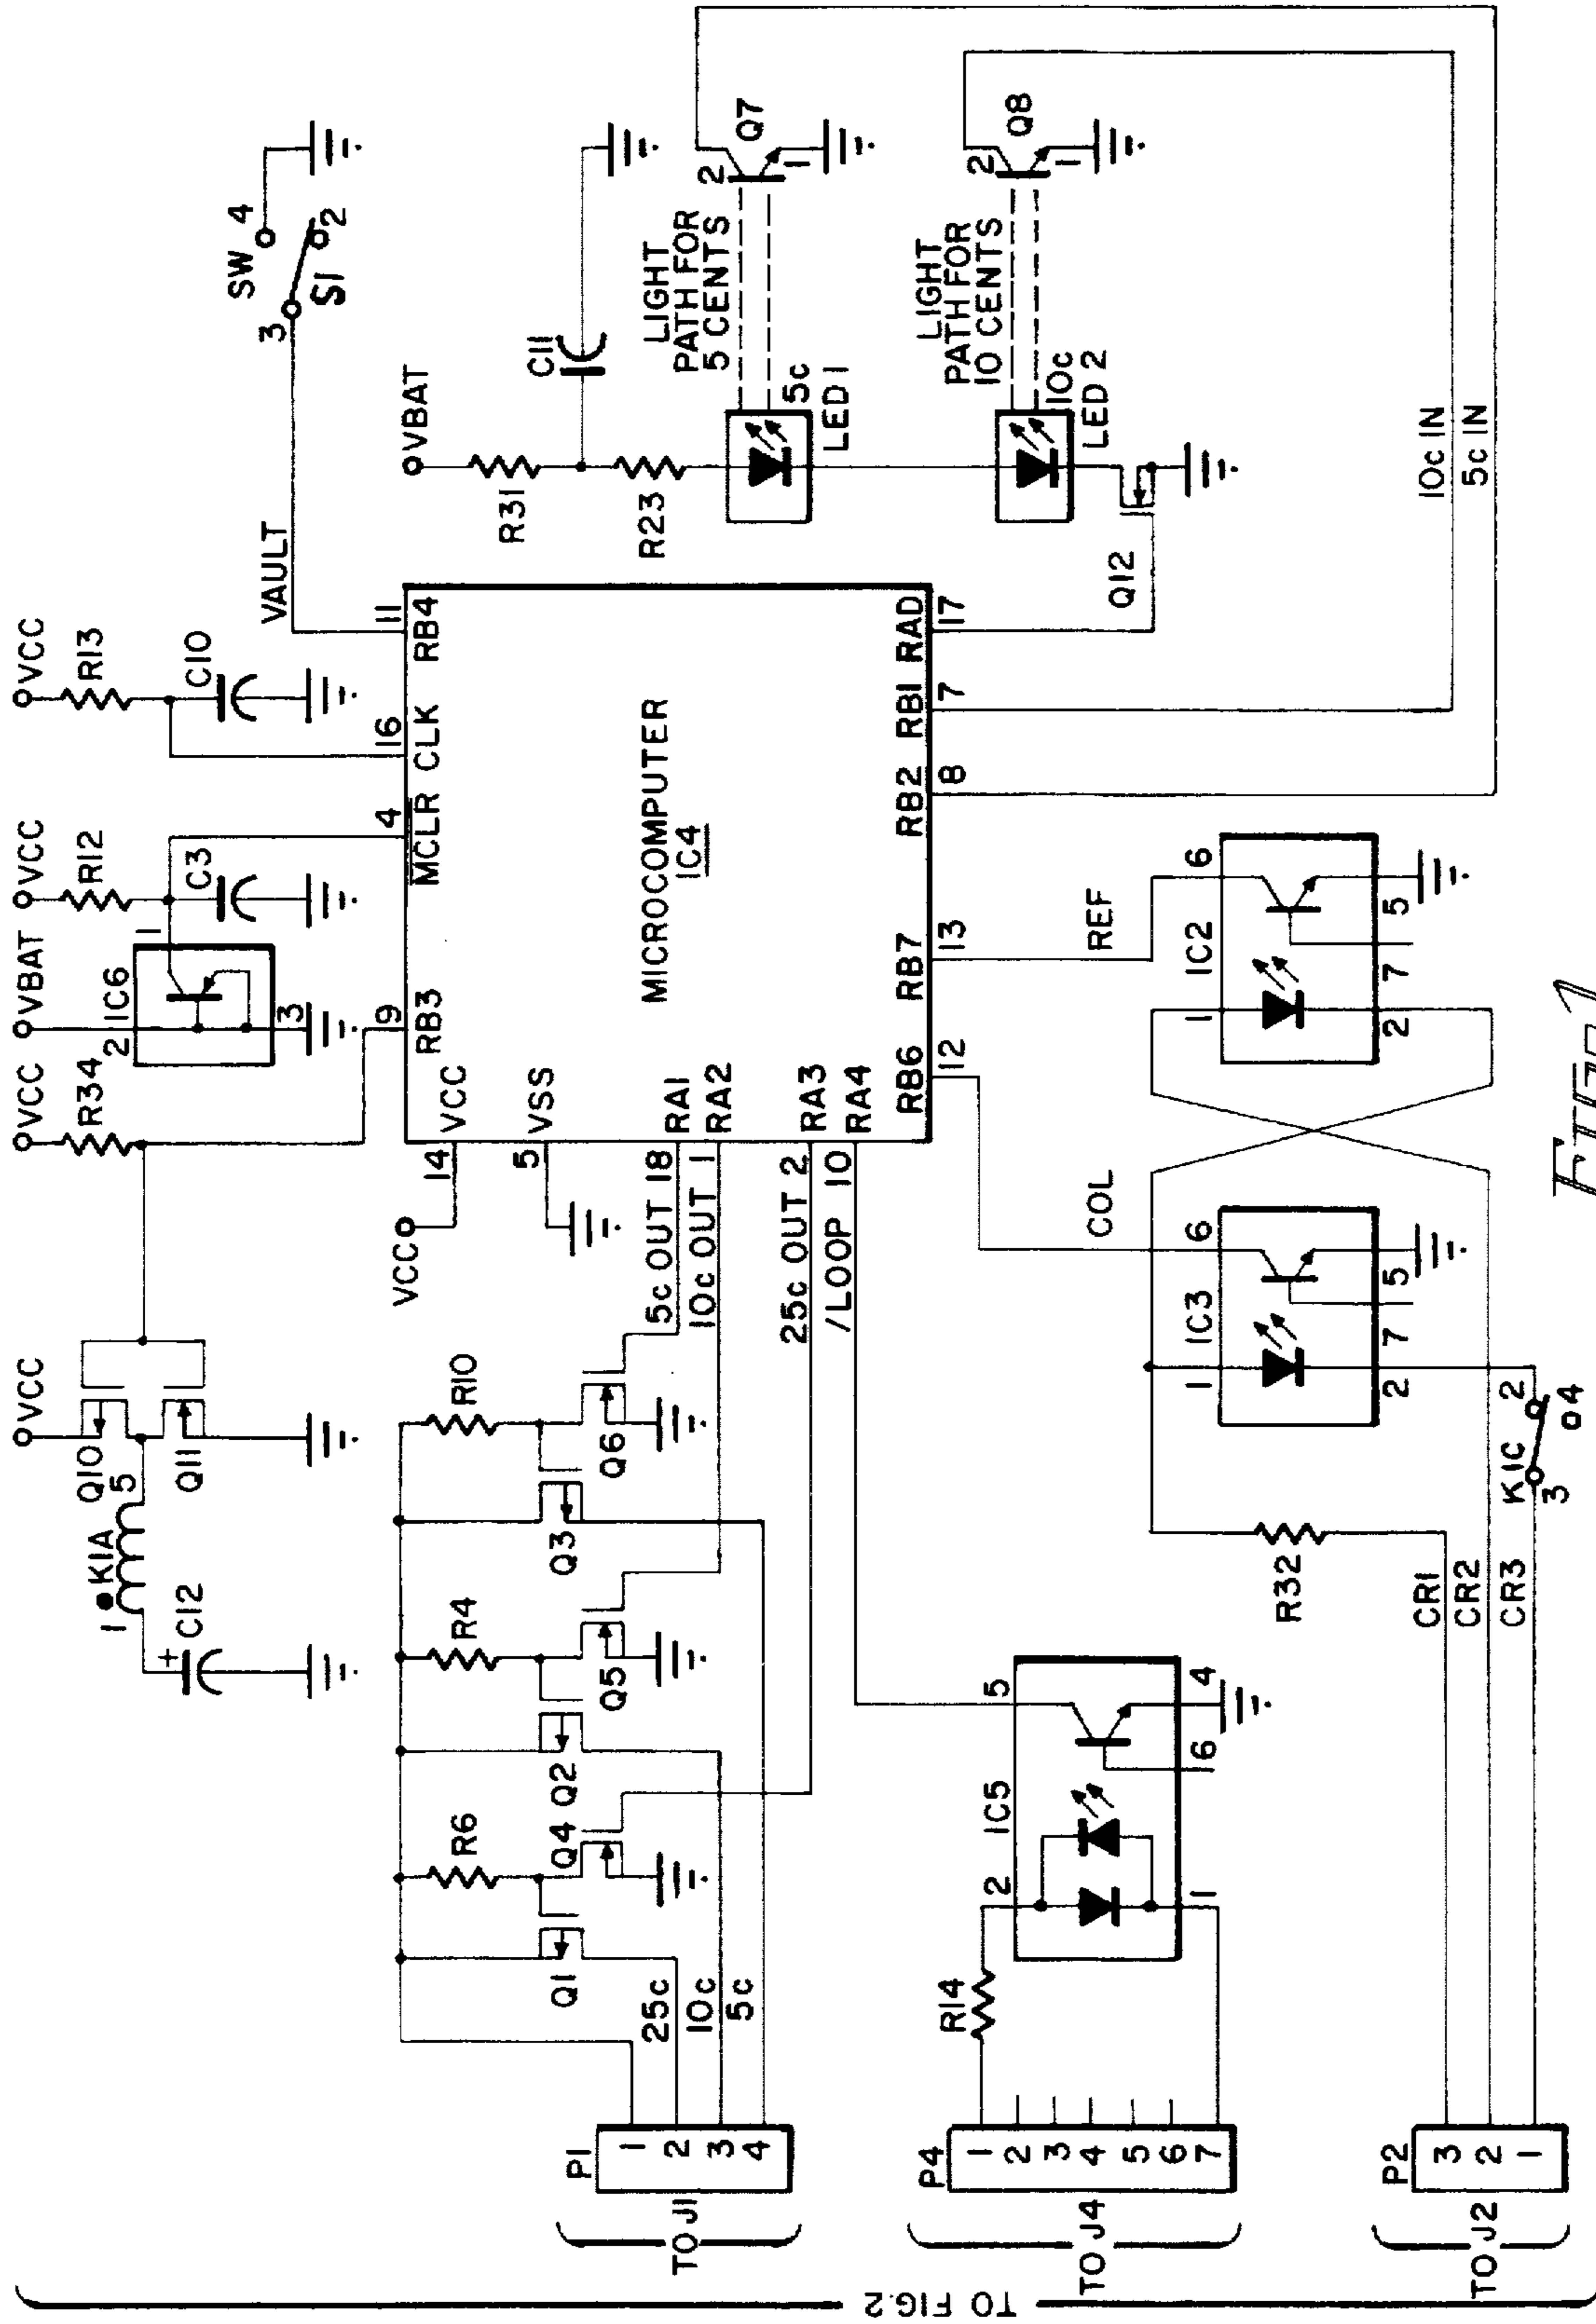 VCC
VCC
VBAT
VCC
VCC
R34
R12
R13
2
IC6
1
3
C3
C10
SW
4
3
S1
2
VAULT
1
K1A
5
Q10
Q11
C12
+
9
4
16
11
RB3
MCLR
CLK
RB4
VCC
14
VCC
5
VSS
MICROCOMPUTER
IC4
5c OUT 18
RA1
10c OUT 1
RA2
25c OUT 2
RA3
/LOOP 10
RA4
RB6
RB7
RB2
RB1
RAD
12
13
8
7
17
VBAT
R31
C11
R23
LIGHT
PATH FOR
5 CENTS
2
Q7
1
5c
LED 1
LIGHT
PATH FOR
10 CENTS
2
Q8
1
10c
LED 2
Q12
10c IN
5c IN
R6
R4
R10
Q1
Q4
Q2
Q5
Q3
Q6
25c
10c
5c
P1
1
2
3
4
TO J1
R14
2
IC5
5
1
6
4
P4
1
2
3
4
5
6
7
TO J4
COL
REF
1
IC3
6
2
7
5
1
IC2
6
2
7
5
R32
CR1
CR2
CR3
K1C
3
2
4
P2
3
2
1
TO J2
TO FIG. 2
Fig. 1